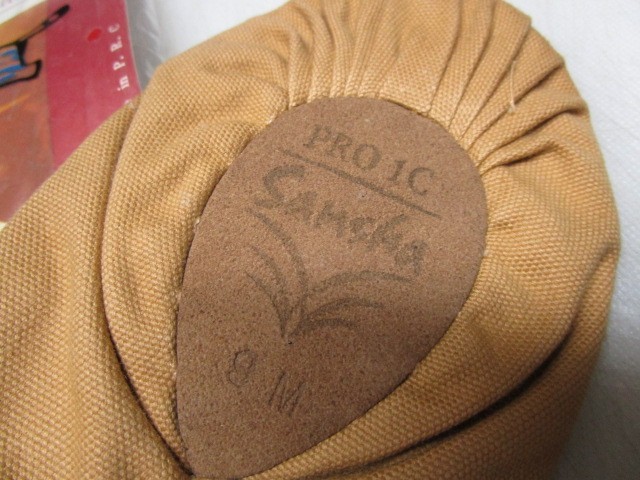 in P. R. C
PRO 1C
Sansha
8 M